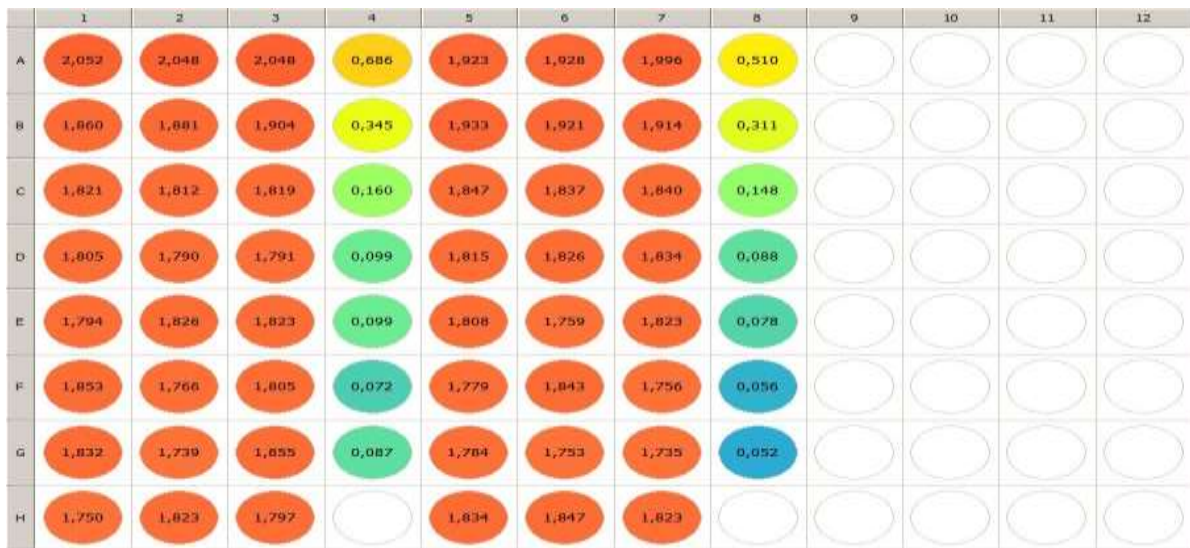 1 2 3 4 5 6 7 8 9 10 11 12
A 2,052 2,048 2,048 0,686 1,923 1,928 1,996 0,510
B 1,860 1,881 1,904 0,345 1,933 1,921 1,914 0,311
C 1,821 1,812 1,819 0,160 1,847 1,837 1,840 0,148
D 1,805 1,790 1,791 0,099 1,815 1,826 1,834 0,088
E 1,794 1,826 1,823 0,099 1,808 1,759 1,823 0,078
F 1,853 1,766 1,805 0,072 1,779 1,843 1,756 0,056
G 1,832 1,739 1,655 0,087 1,764 1,753 1,735 0,052
H 1,750 1,823 1,797 1,834 1,847 1,823